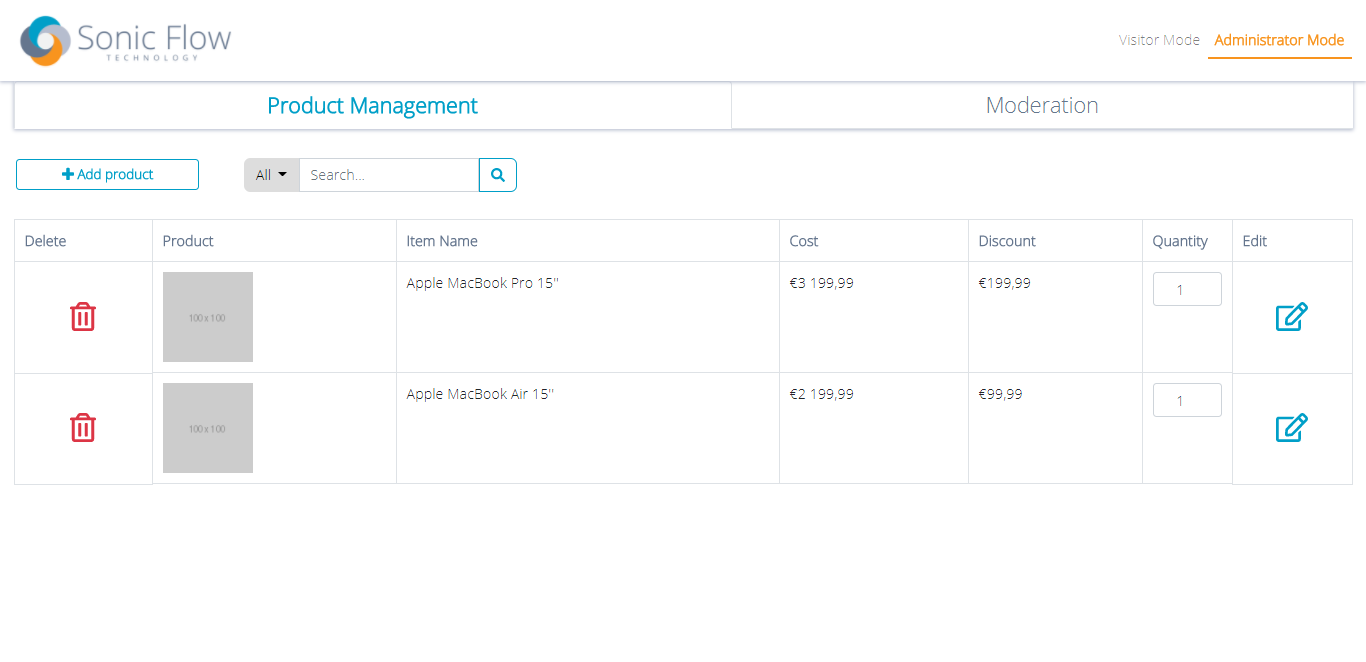 Sonic Flow
TECHNOLOGY
Visitor Mode Administrator Mode
Product Management Moderation
Add product All Search...
Delete Product Item Name Cost Discount Quantity Edit
100 x 100 Apple MacBook Pro 15" €3 199,99 €199,99 1
100 x 100 Apple MacBook Air 15" €2 199,99 €99,99 1